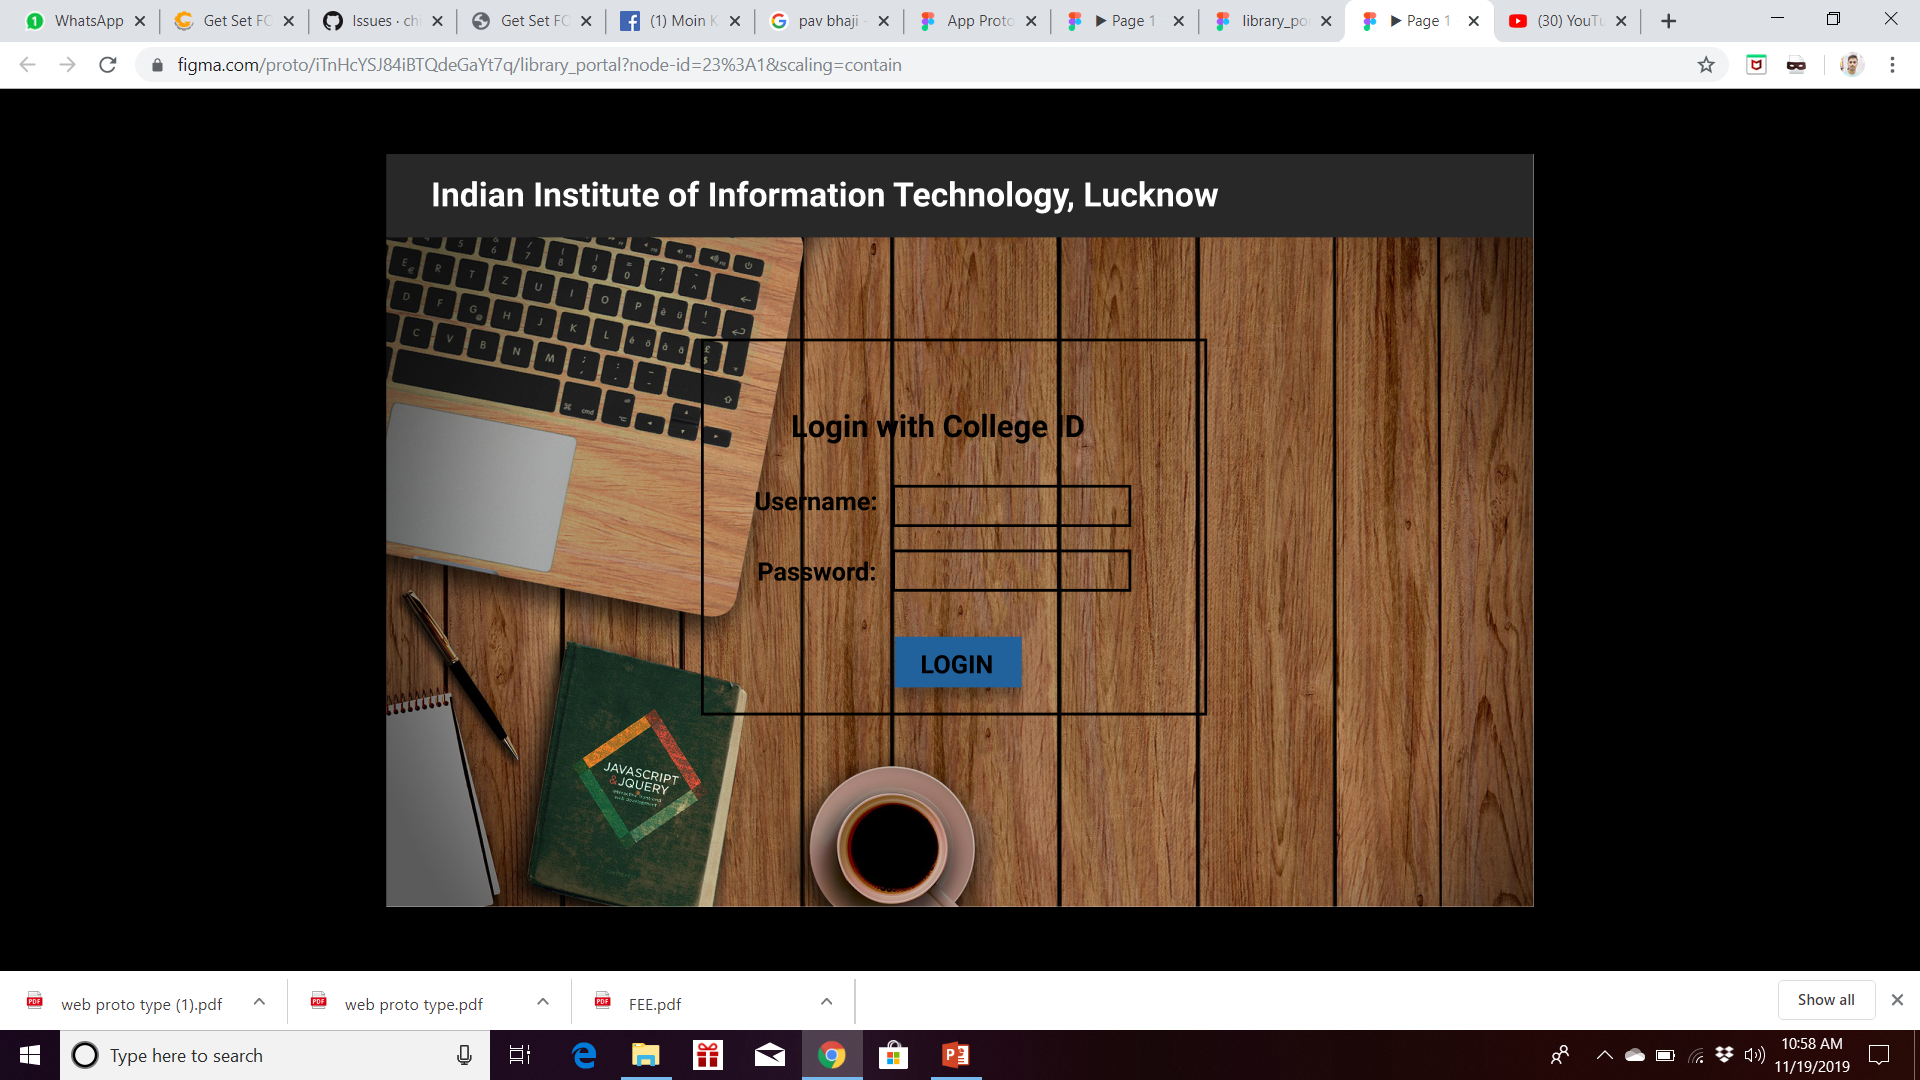 WhatsApp
Get Set FO
Issues · ch
Get Set FO
(1) Moin K
pav bhaji -
App Proto
▶ Page 1
library_po
▶ Page 1
(30) YouTu
figma.com/proto/iTnHcYSJ84iBTQdeGaYt7q/library_portal?node-id=23%3A1&scaling=contain
Indian Institute of Information Technology, Lucknow
Login with College ID
Username:
Password:
LOGIN
JAVASCRIPT
&JQUERY
web proto type (1).pdf
web proto type.pdf
FEE.pdf
Show all
Type here to search
10:58 AM
11/19/2019